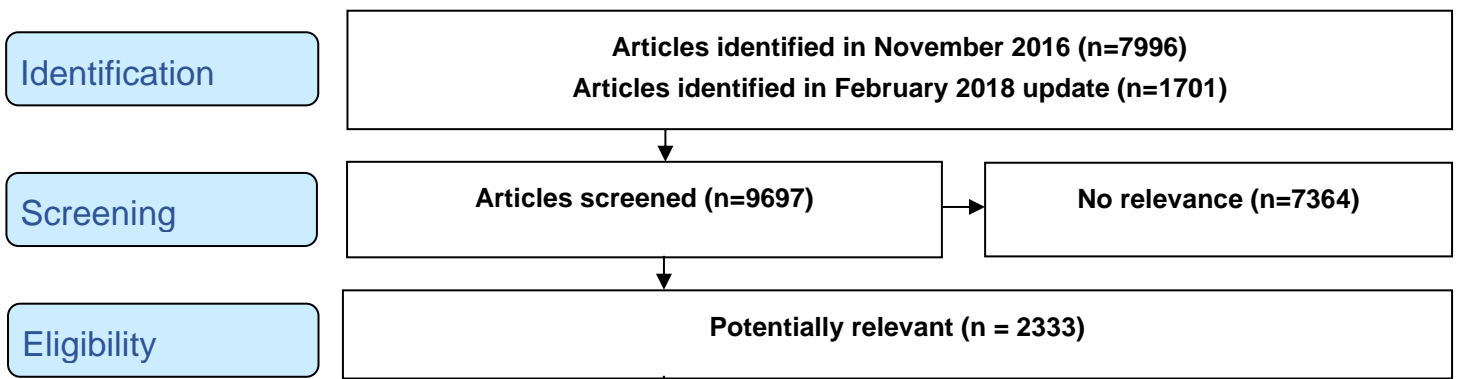 Identification
Articles identified in November 2016 (n=7996)
Articles identified in February 2018 update (n=1701)
Screening
Articles screened (n=9697)
No relevance (n=7364)
Eligibility
Potentially relevant (n = 2333)